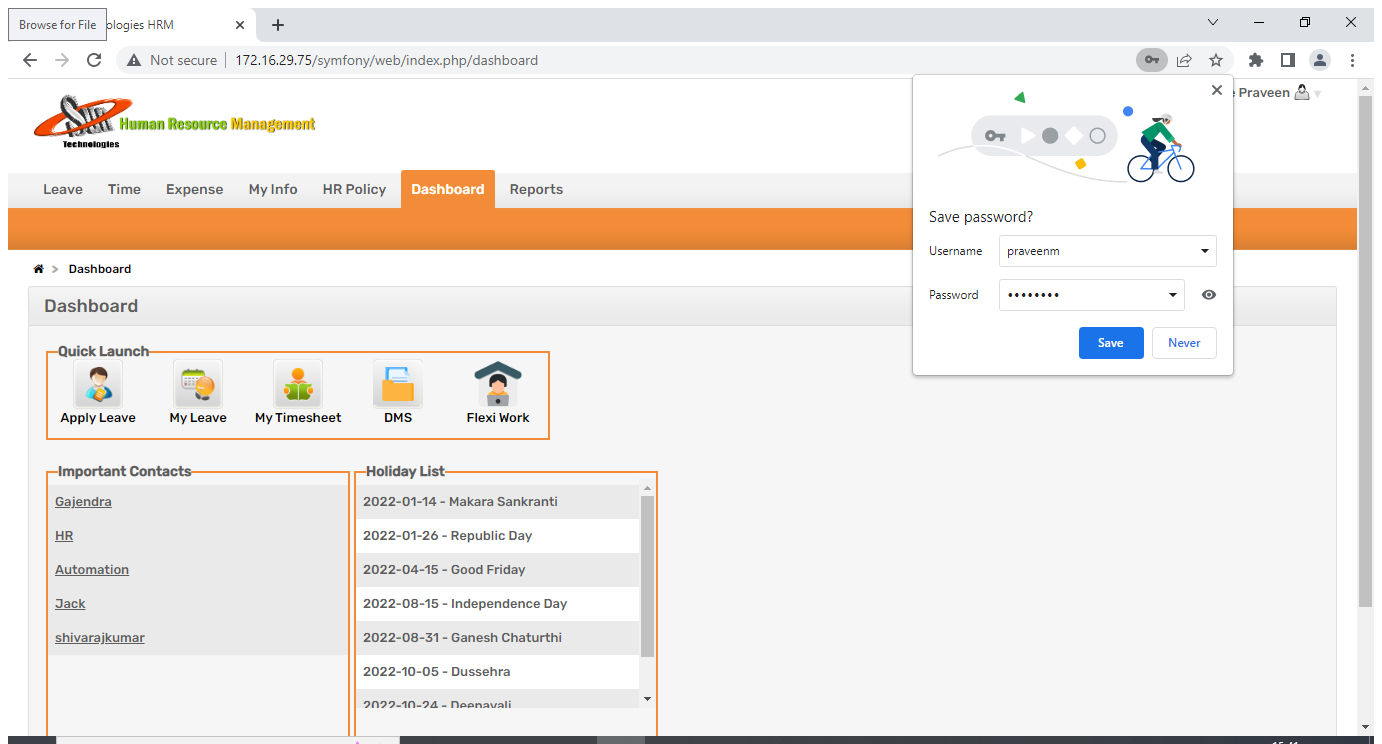 Browse for File
ologies HRM
Not secure
172.16.29.75/symfony/web/index.php/dashboard
Praveen
Technologies
Human Resource Management
Leave
Time
Expense
My Info
HR Policy
Dashboard
Reports
Save password?
Username
praveenm
Password
••••••••
Save
Never
> Dashboard
Dashboard
Quick Launch
Apply Leave
My Leave
My Timesheet
DMS
Flexi Work
Important Contacts
Gajendra
HR
Automation
Jack
shivarajkumar
Holiday List
2022-01-14 - Makara Sankranti
2022-01-26 - Republic Day
2022-04-15 - Good Friday
2022-08-15 - Independence Day
2022-08-31 - Ganesh Chaturthi
2022-10-05 - Dussehra
2022-10-24 - Deepavali